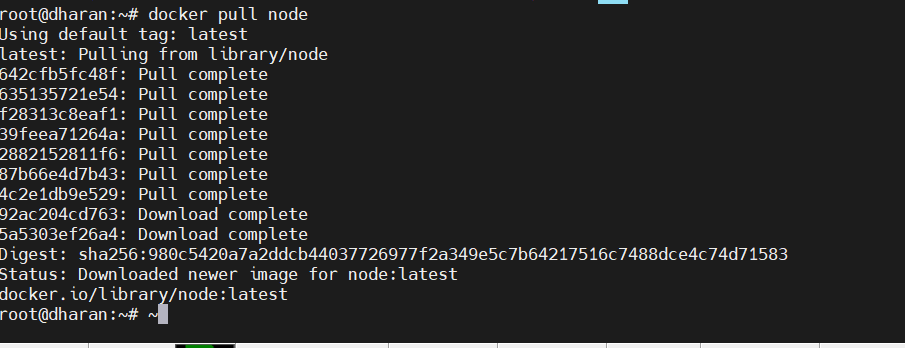 root@dharan:~# docker pull node
Using default tag: latest
latest: Pulling from library/node
642cfb5fc48f: Pull complete
635135721e54: Pull complete
f28313c8eaf1: Pull complete
39feea71264a: Pull complete
2882152811f6: Pull complete
87b66e4d7b43: Pull complete
4c2e1db9e529: Pull complete
92ac204cd763: Download complete
5a5303ef26a4: Download complete
Digest: sha256:980c5420a7a2ddcb44037726977f2a349e5c7b64217516c7488dce4c74d71583
Status: Downloaded newer image for node:latest
docker.io/library/node:latest
root@dharan:~# ~